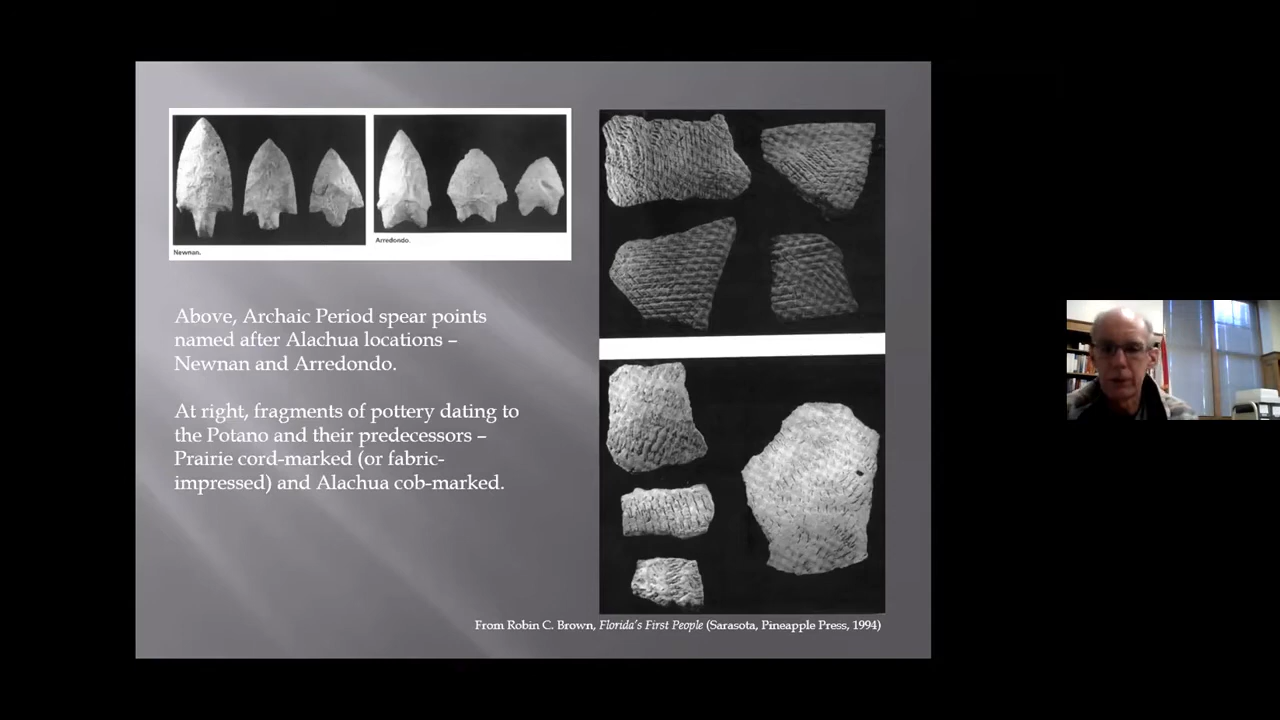 Newnan.
Arredondo.
Above, Archaic Period spear points
named after Alachua locations –
Newnan and Arredondo.
At right, fragments of pottery dating to
the Potano and their predecessors –
Prairie cord-marked (or fabric-
impressed) and Alachua cob-marked.
From Robin C. Brown, Florida's First People (Sarasota, Pineapple Press, 1994)